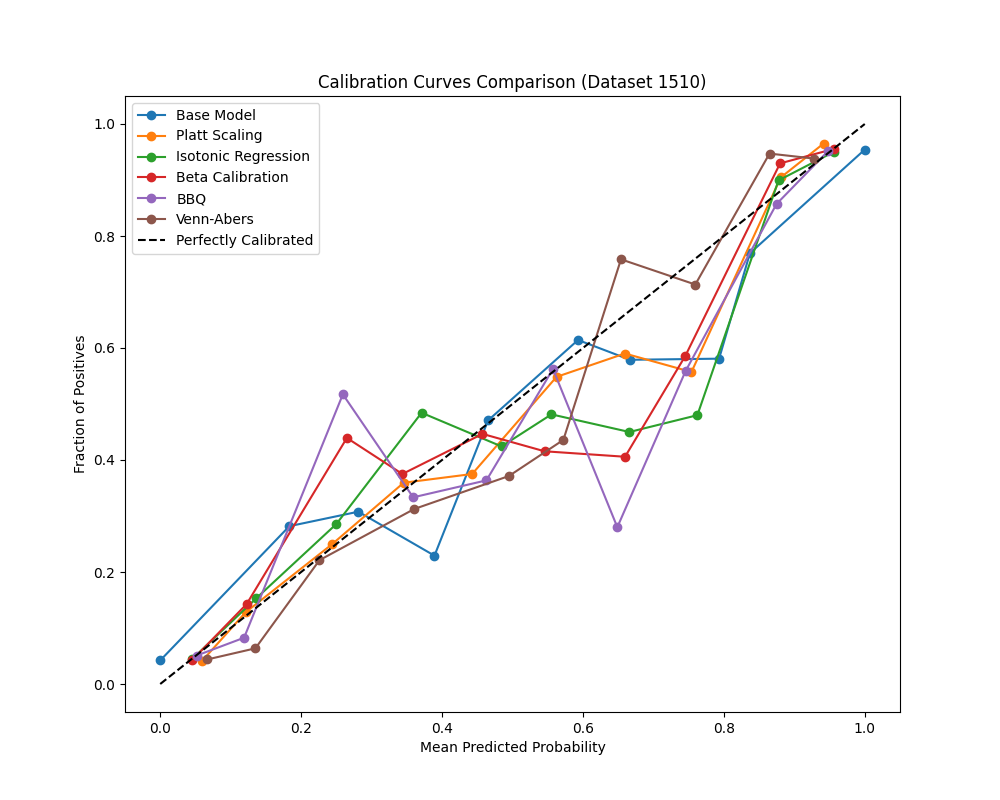 Calibration Curves Comparison (Dataset 1510)
Base Model
Platt Scaling
Isotonic Regression
Beta Calibration
BBQ
Venn-Abers
Perfectly Calibrated
Fraction of Positives
1.0
0.8
0.6
0.4
0.2
0.0
0.0 0.2 0.4 0.6 0.8 1.0
Mean Predicted Probability